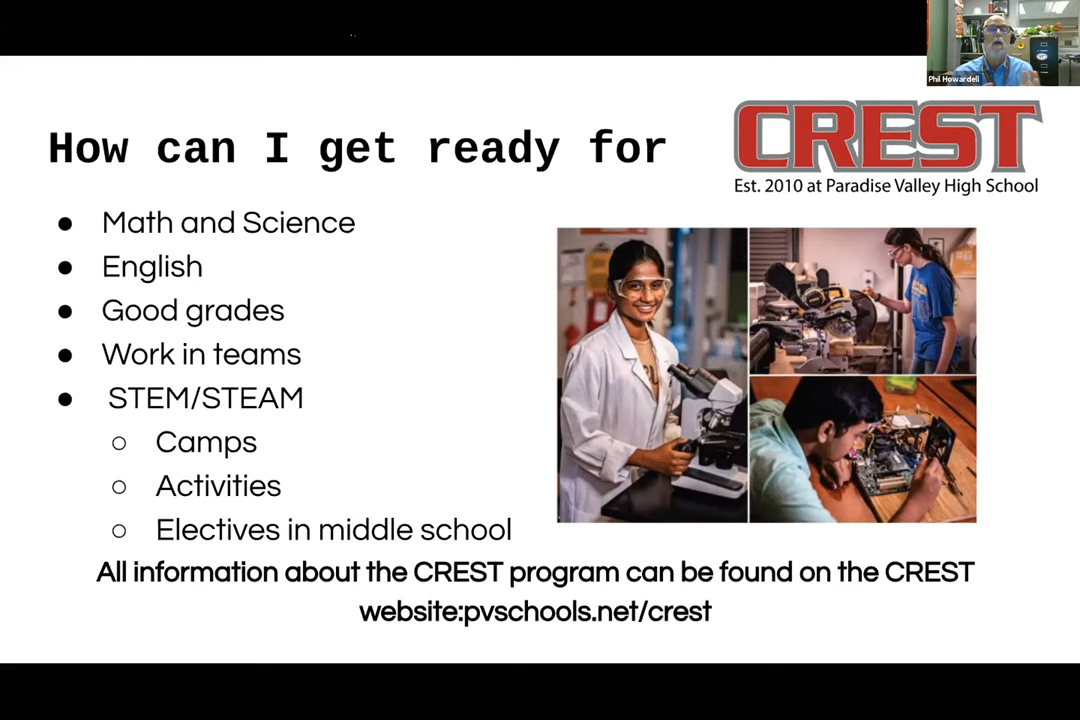 Phil Howardell
How can I get ready for
CREST
Est. 2010 at Paradise Valley High School
● Math and Science
● English
● Good grades
● Work in teams
● STEM/STEAM
○ Camps
○ Activities
○ Electives in middle school
All information about the CREST program can be found on the CREST
website:pvschools.net/crest